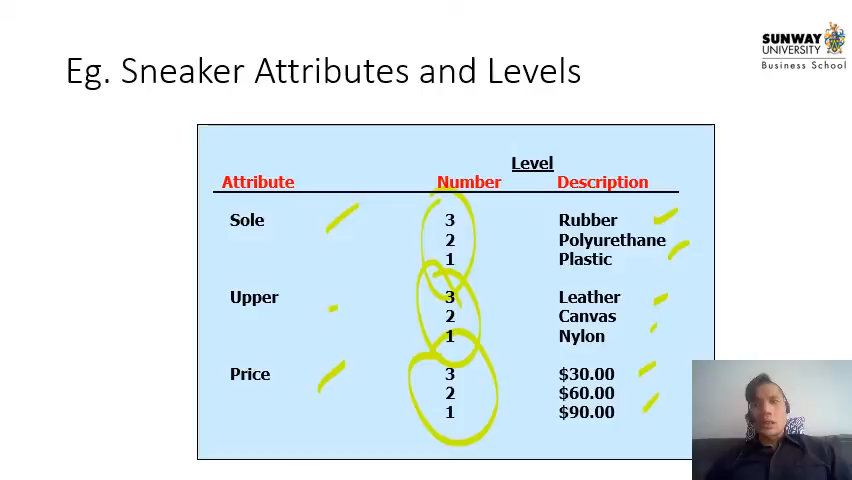 SUNWAY
UNIVERSITY
Business School
Eg. Sneaker Attributes and Levels
Level
Attribute Number Description
Sole 3 Rubber
2 Polyurethane
1 Plastic
Upper 3 Leather
2 Canvas
1 Nylon
Price 3 $30.00
2 $60.00
1 $90.00